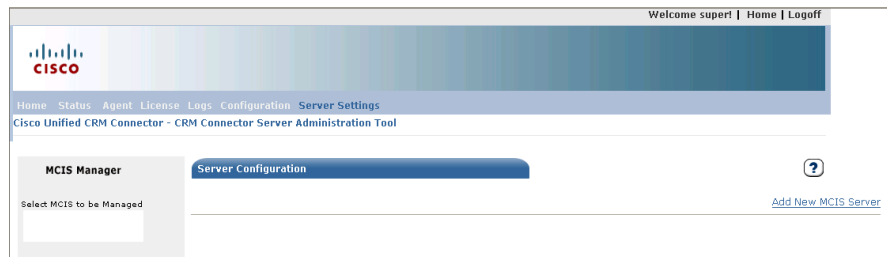 Welcome super! | Home | Logoff
CISCO
Home Status Agent License Logs Configuration Server Settings
Cisco Unified CRM Connector - CRM Connector Server Administration Tool
MCIS Manager
Server Configuration
?
Select MCIS to be Managed
Add New MCIS Server